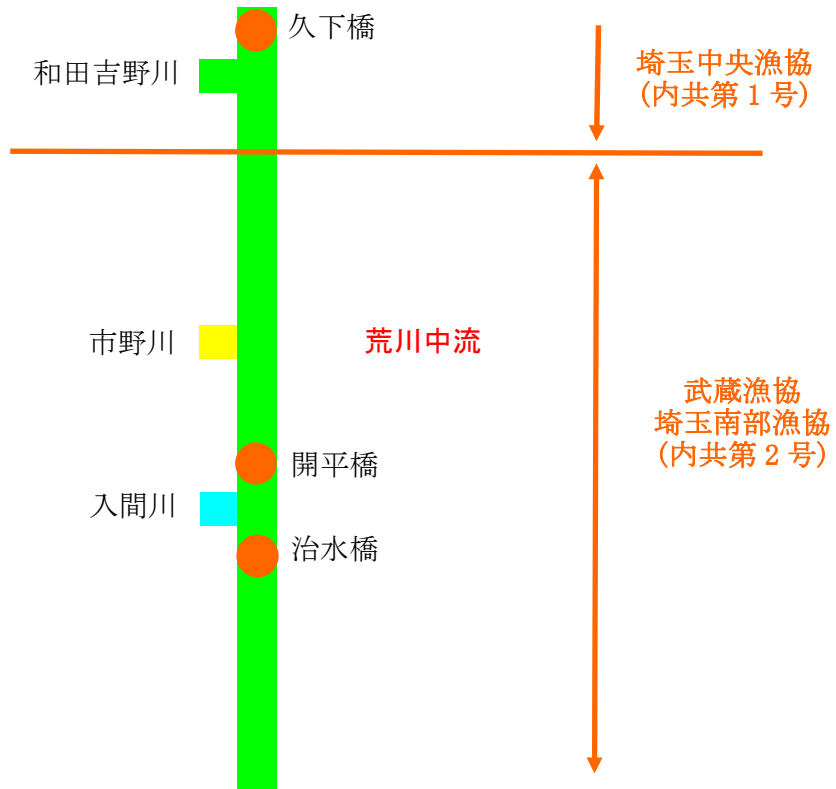 久下橋
和田吉野川
埼玉中央漁協
(内共第1号)
市野川
荒川中流
武蔵漁協
埼玉南部漁協
(内共第2号)
開平橋
入間川
治水橋